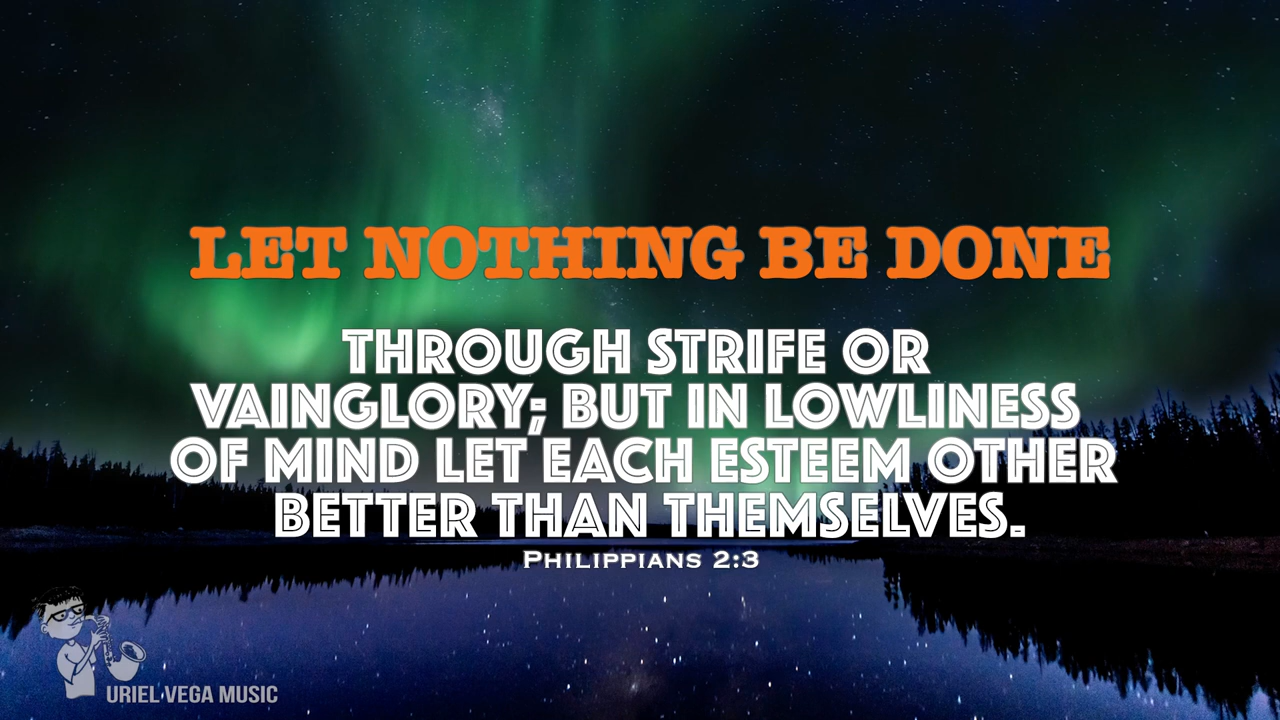 LET NOTHING BE DONE
THROUGH STRIFE OR
VAINGLORY; BUT IN LOWLINESS
OF MIND LET EACH ESTEEM OTHER
BETTER THAN THEMSELVES.
PHILIPPIANS 2:3
URIEL VEGA MUSIC